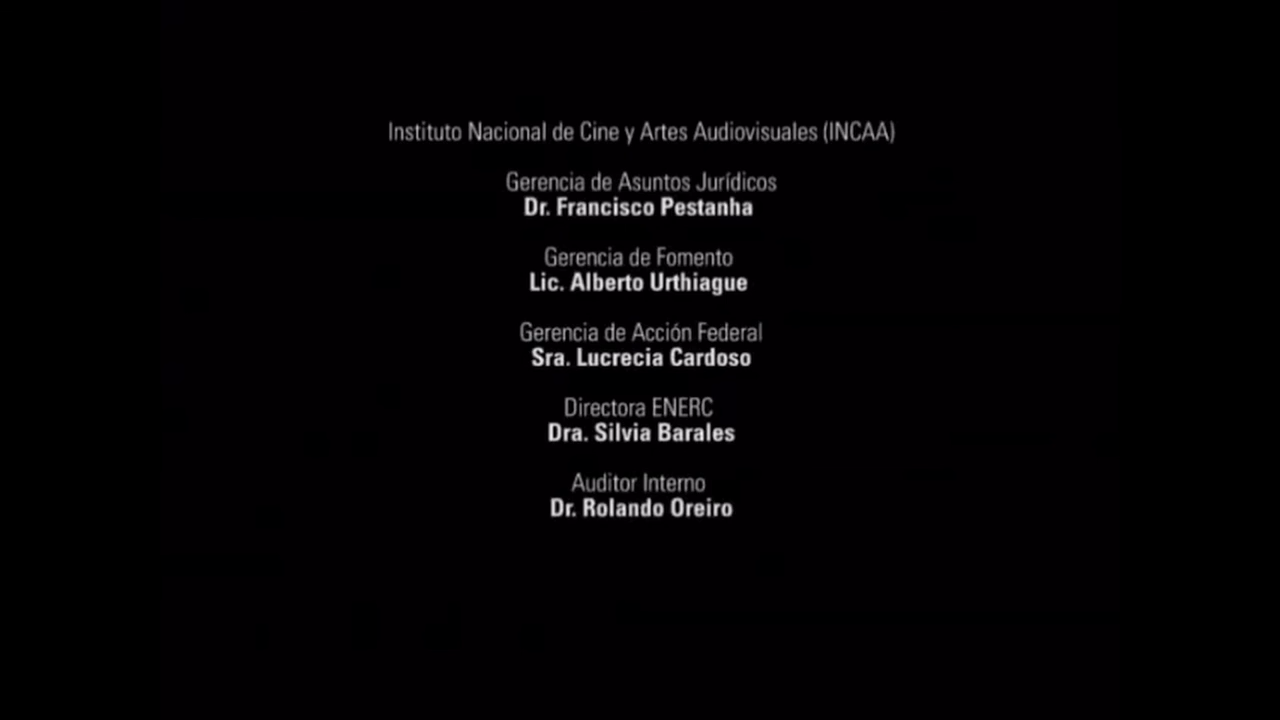 Instituto Nacional de Cine y Artes Audiovisuales (INCAA)
Gerencia de Asuntos Jurídicos
Dr. Francisco Pestanha
Gerencia de Fomento
Lic. Alberto Urthiague
Gerencia de Acción Federal
Sra. Lucrecia Cardoso
Directora ENERC
Dra. Silvia Barales
Auditor Interno
Dr. Rolando Oreiro